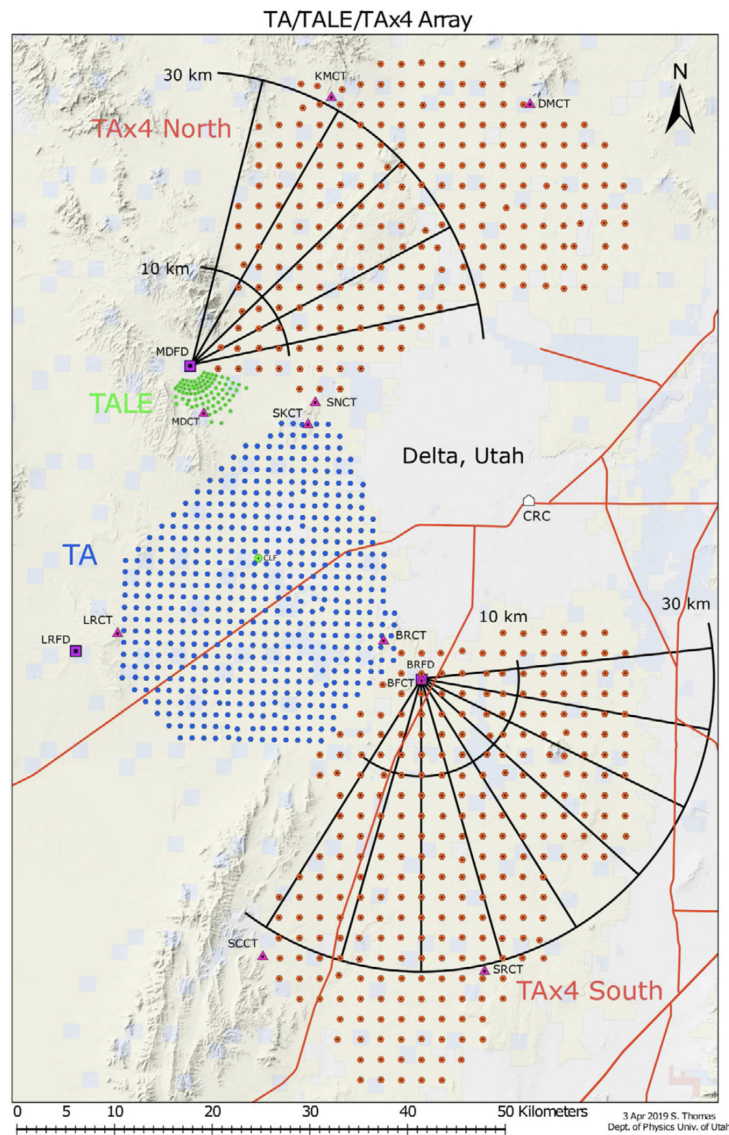 TA/TALE/TAx4 Array
30 km
KMCT
DMCT
N
TAx4 North
10 km
MDFD
TALE
MDCT
SNCT
SKCT
Delta, Utah
CRC
TA
CLF
LRCT
LRFD
BRCT
10 km
30 km
BRFD
BFCT
SCCT
SRCT
TAx4 South
0 10 20 30 40 50 Kilometers
3 Apr 2019 S. Thomas
Dept. of Physics Univ. of Utah